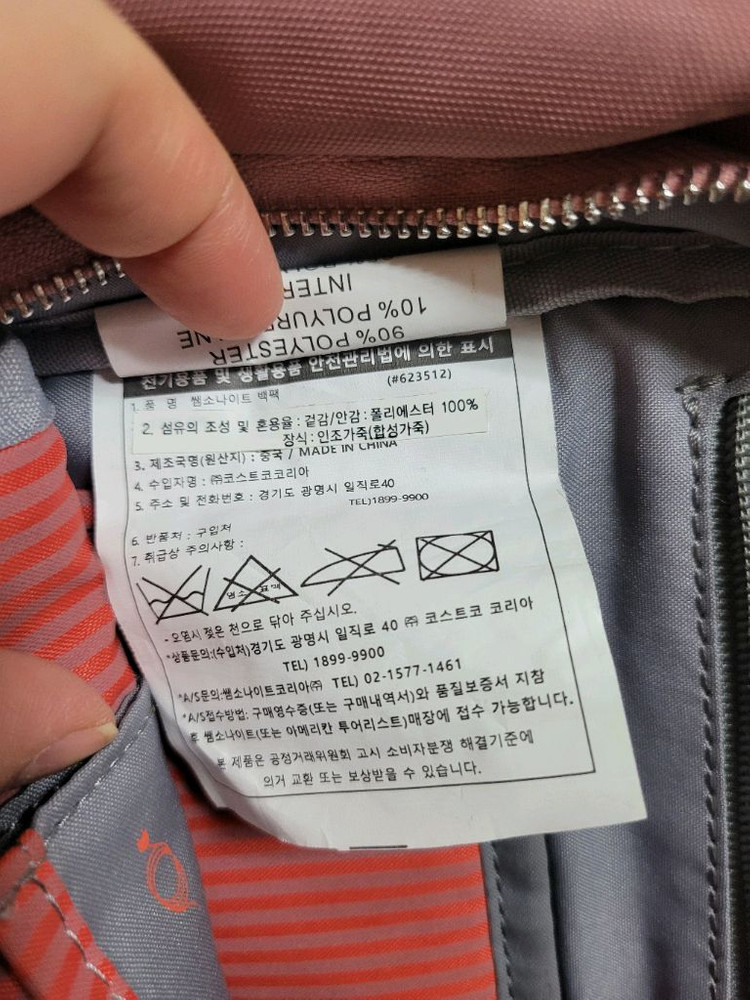 INTER
10% POLYUR NE
90% POLYESTER
전기용품 및 생활용품 안전관리법에 의한 표시
(#623512)
1. 품 명 쌤소나이트 백팩
2. 섬유의 조성 및 혼용율 : 겉감/안감 : 폴리에스터 100%
장식 : 인조가죽(합성가죽)
3. 제조국명(원산지) : 중국 / MADE IN CHINA
4. 수입자명 : ㈜코스트코코리아
5. 주소 및 전화번호 : 경기도 광명시 일직로40
TEL)1899-9900
6. 반품처 : 구입처
7. 취급상 주의사항 :
염소 표백
- 오염시 젖은 천으로 닦아 주십시오.
*상품문의:(수입처)경기도 광명시 일직로 40 ㈜ 코스트코 코리아
TEL) 1899-9900
*A/S문의:쌤소나이트코리아㈜ TEL) 02-1577-1461
*A/S접수방법: 구매영수증(또는 구매내역서)와 품질보증서 지참
후 쌤소나이트(또는 아메리칸 투어리스트)매장에 접수 가능합니다.
본 제품은 공정거래위원회 고시 소비자분쟁 해결기준에
의거 교환 또는 보상받을 수 있습니다.